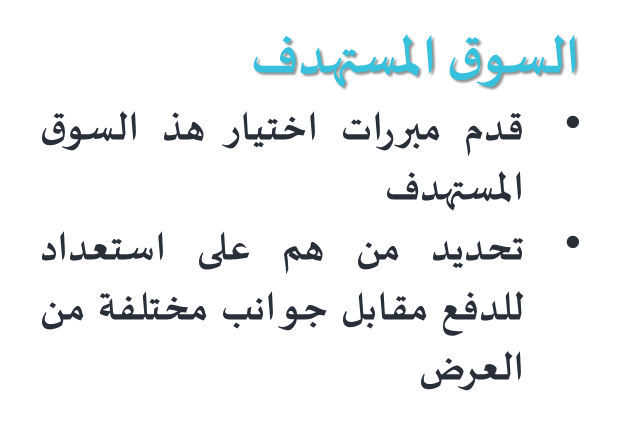 السوق المستهدف
• قدم مبررات اختيار هذ السوق
المستهدف
• تحديد من هم على استعداد
للدفع مقابل جوانب مختلفة من
العرض